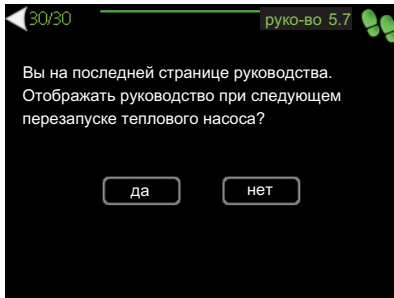 30/30
руко-во 5.7
Вы на последней странице руководства.
Отображать руководство при следующем
перезапуске теплового насоса?
да
нет